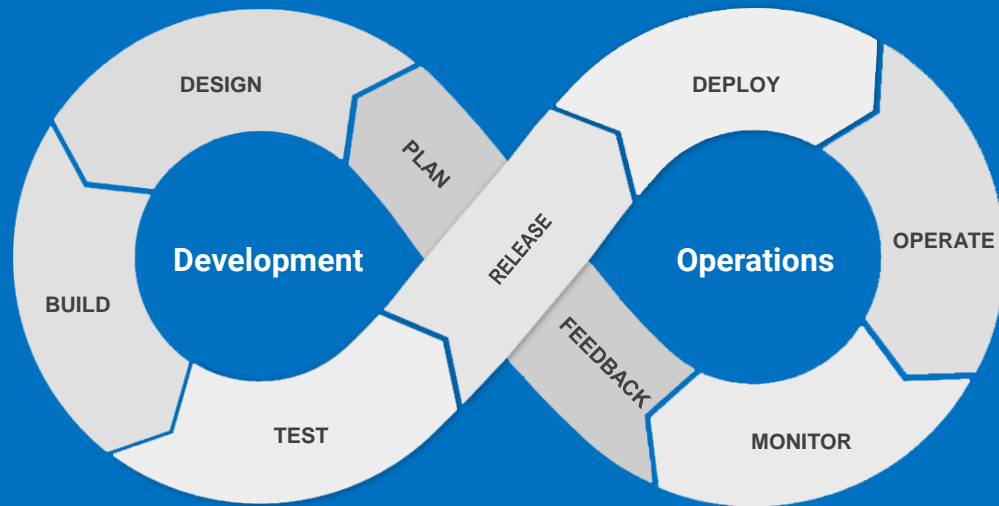 DESIGN
DEPLOY
PLAN
RELEASE
OPERATE
Development
Operations
BUILD
FEEDBACK
TEST
MONITOR